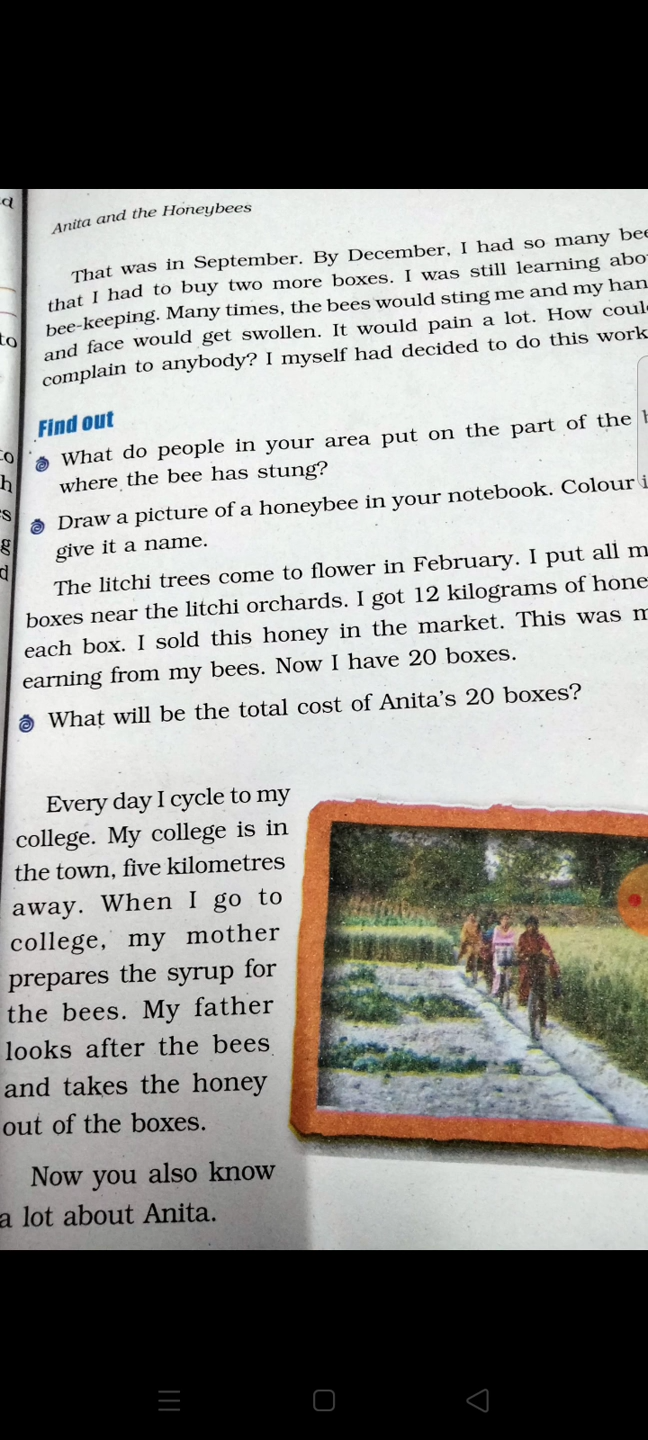 Anita and the Honeybees
That was in September. By December, I had so many bee
that I had to buy two more boxes. I was still learning abo
bee-keeping. Many times, the bees would sting me and my han
and face would get swollen. It would pain a lot. How coul
complain to anybody? I myself had decided to do this work
Find out
What do people in your area put on the part of the
where the bee has stung?
Draw a picture of a honeybee in your notebook. Colour i
give it a name.
The litchi trees come to flower in February. I put all m
boxes near the litchi orchards. I got 12 kilograms of hone
each box. I sold this honey in the market. This was m
earning from my bees. Now I have 20 boxes.
What will be the total cost of Anita's 20 boxes?
Every day I cycle to my
college. My college is in
the town, five kilometres
away. When I go to
college, my mother
prepares the syrup for
the bees. My father
looks after the bees
and takes the honey
out of the boxes.
Now you also know
a lot about Anita.